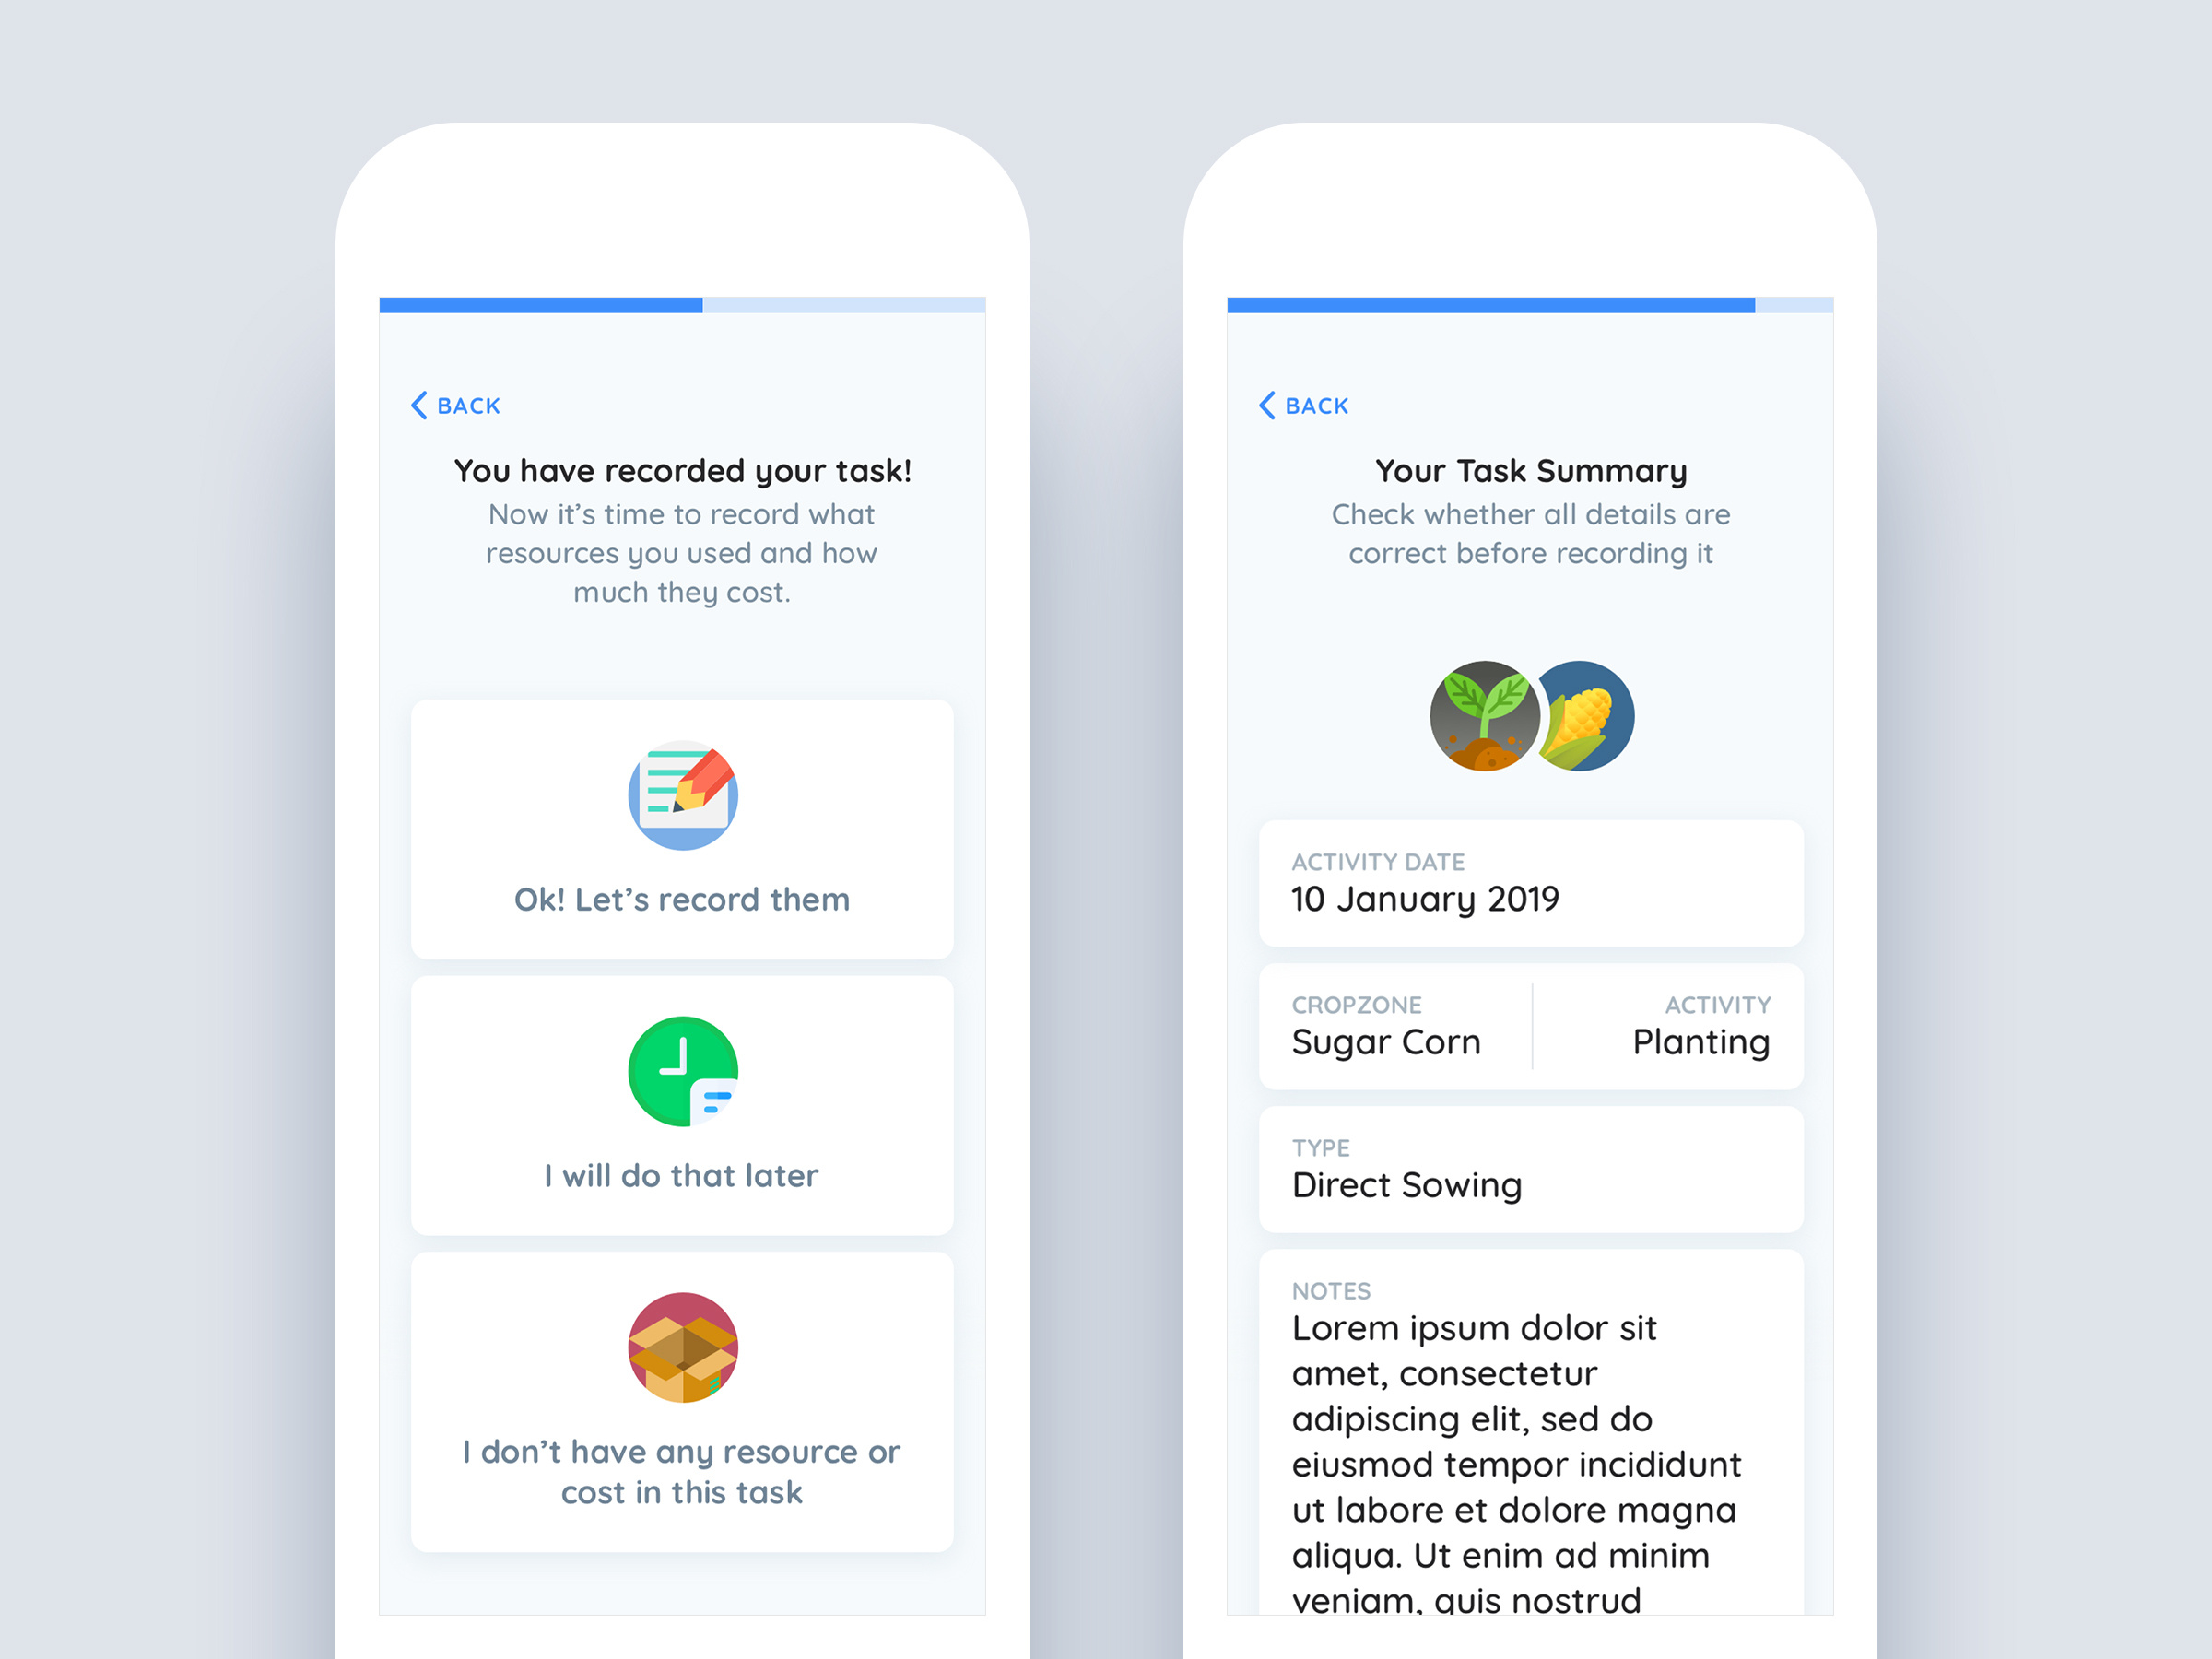 BACK
You have recorded your task!
Now it’s time to record what
resources you used and how
much they cost.
Ok! Let’s record them
I will do that later
I don’t have any resource or
cost in this task
BACK
Your Task Summary
Check whether all details are
correct before recording it
ACTIVITY DATE
10 January 2019
CROPZONE
Sugar Corn
ACTIVITY
Planting
TYPE
Direct Sowing
NOTES
Lorem ipsum dolor sit
amet, consectetur
adipiscing elit, sed do
eiusmod tempor incididunt
ut labore et dolore magna
aliqua. Ut enim ad minim
veniam, quis nostrud